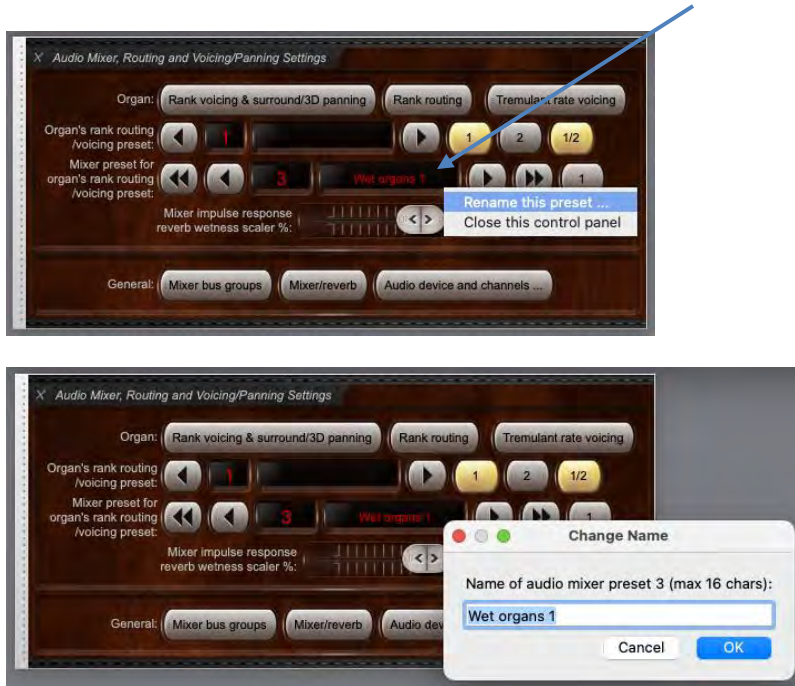 X Audio Mixer, Routing and Voicing/Panning Settings
Organ: Rank voicing & surround/3D panning Rank routing Tremulant rate voicing
Organ's rank routing
/voicing preset: 1 1 2 1/2
Mixer preset for
organ's rank routing
/voicing preset: 3 Wet organs 1 1
Rename this preset ...
Close this control panel
Mixer impulse response
reverb wetness scaler %:
General: Mixer bus groups Mixer/reverb Audio device and channels ...
X Audio Mixer, Routing and Voicing/Panning Settings
Organ: Rank voicing & surround/3D panning Rank routing Tremulant rate voicing
Organ's rank routing
/voicing preset: 1 1 2 1/2
Mixer preset for
organ's rank routing
/voicing preset: 3 Wet organs 1 1
Mixer impulse response
reverb wetness scaler %:
General: Mixer bus groups Mixer/reverb Audio dev
Change Name
Name of audio mixer preset 3 (max 16 chars):
Wet organs 1
Cancel OK